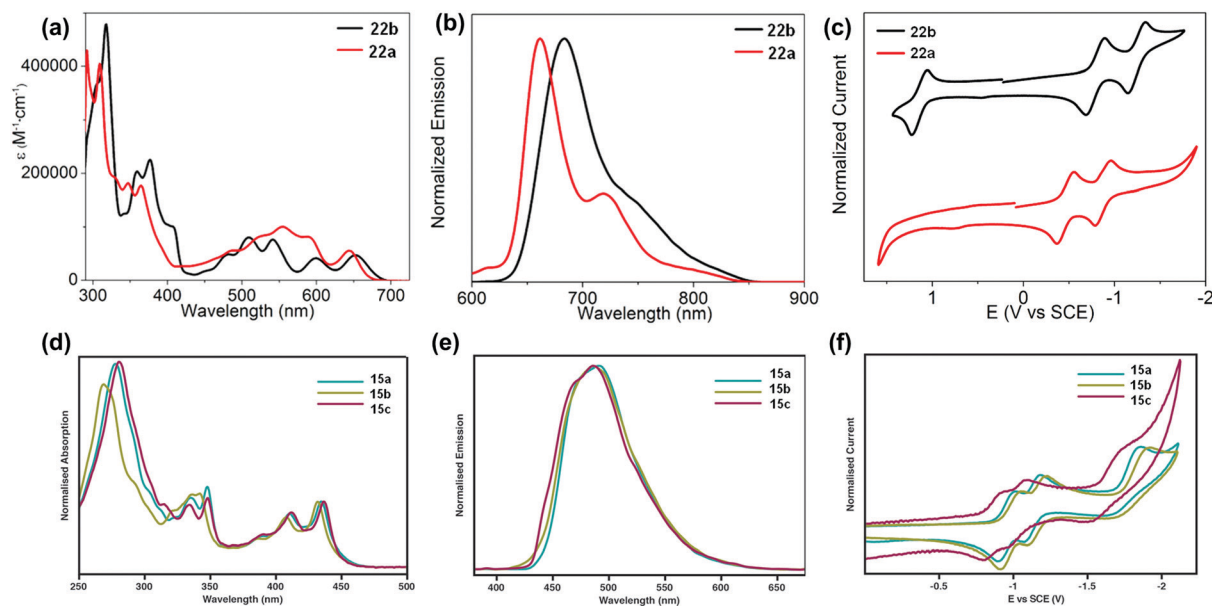 (a)
22b
22a
400000
200000
0
ε (M⁻¹·cm⁻¹)
300 400 500 600 700
Wavelength (nm)
(b)
22b
22a
Normalized Emission
600 700 800 900
Wavelength (nm)
(c)
22b
22a
Normalized Current
1 0 -1 -2
E (V vs SCE)
(d)
15a
15b
15c
Normalised Absorption
250 300 350 400 450 500
Wavelength (nm)
(e)
15a
15b
15c
Normalised Emission
400 450 500 550 600 650
Wavelength (nm)
(f)
15a
15b
15c
Normalised Current
-0.5 -1 -1.5 -2
E vs SCE (V)